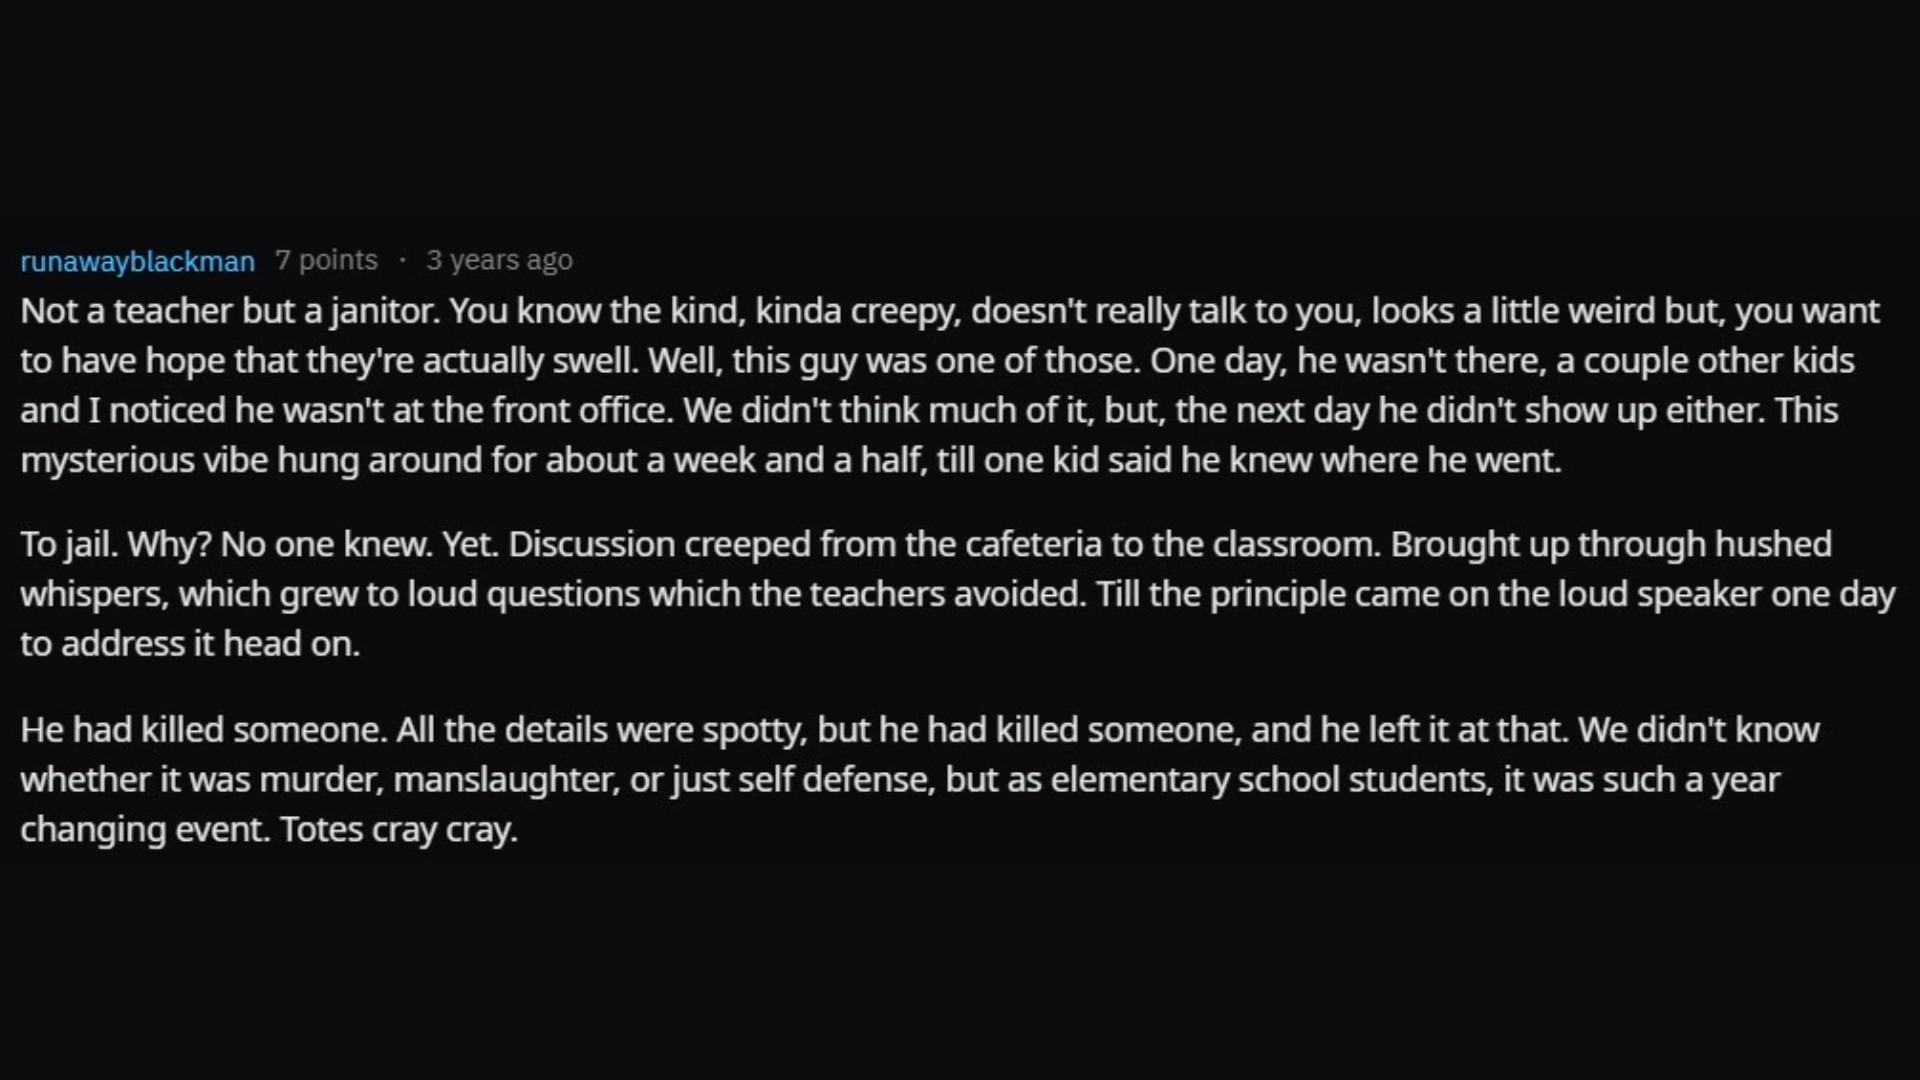 runawayblackman 7 points · 3 years ago
Not a teacher but a janitor. You know the kind, kinda creepy, doesn't really talk to you, looks a little weird but, you want
to have hope that they're actually swell. Well, this guy was one of those. One day, he wasn't there, a couple other kids
and I noticed he wasn't at the front office. We didn't think much of it, but, the next day he didn't show up either. This
mysterious vibe hung around for about a week and a half, till one kid said he knew where he went.
To jail. Why? No one knew. Yet. Discussion creeped from the cafeteria to the classroom. Brought up through hushed
whispers, which grew to loud questions which the teachers avoided. Till the principle came on the loud speaker one day
to address it head on.
He had killed someone. All the details were spotty, but he had killed someone, and he left it at that. We didn't know
whether it was murder, manslaughter, or just self defense, but as elementary school students, it was such a year
changing event. Totes cray cray.